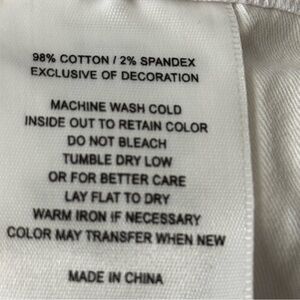 98% COTTON / 2% SPANDEX
EXCLUSIVE OF DECORATION
MACHINE WASH COLD
INSIDE OUT TO RETAIN COLOR
DO NOT BLEACH
TUMBLE DRY LOW
OR FOR BETTER CARE
LAY FLAT TO DRY
WARM IRON IF NECESSARY
COLOR MAY TRANSFER WHEN NEW
MADE IN CHINA